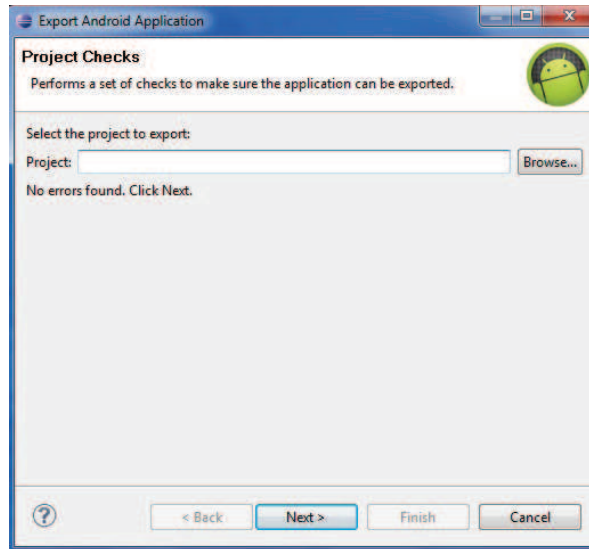 Export Android Application
Project Checks
Performs a set of checks to make sure the application can be exported.
Select the project to export:
Project:
Browse...
No errors found. Click Next.
?
< Back
Next >
Finish
Cancel